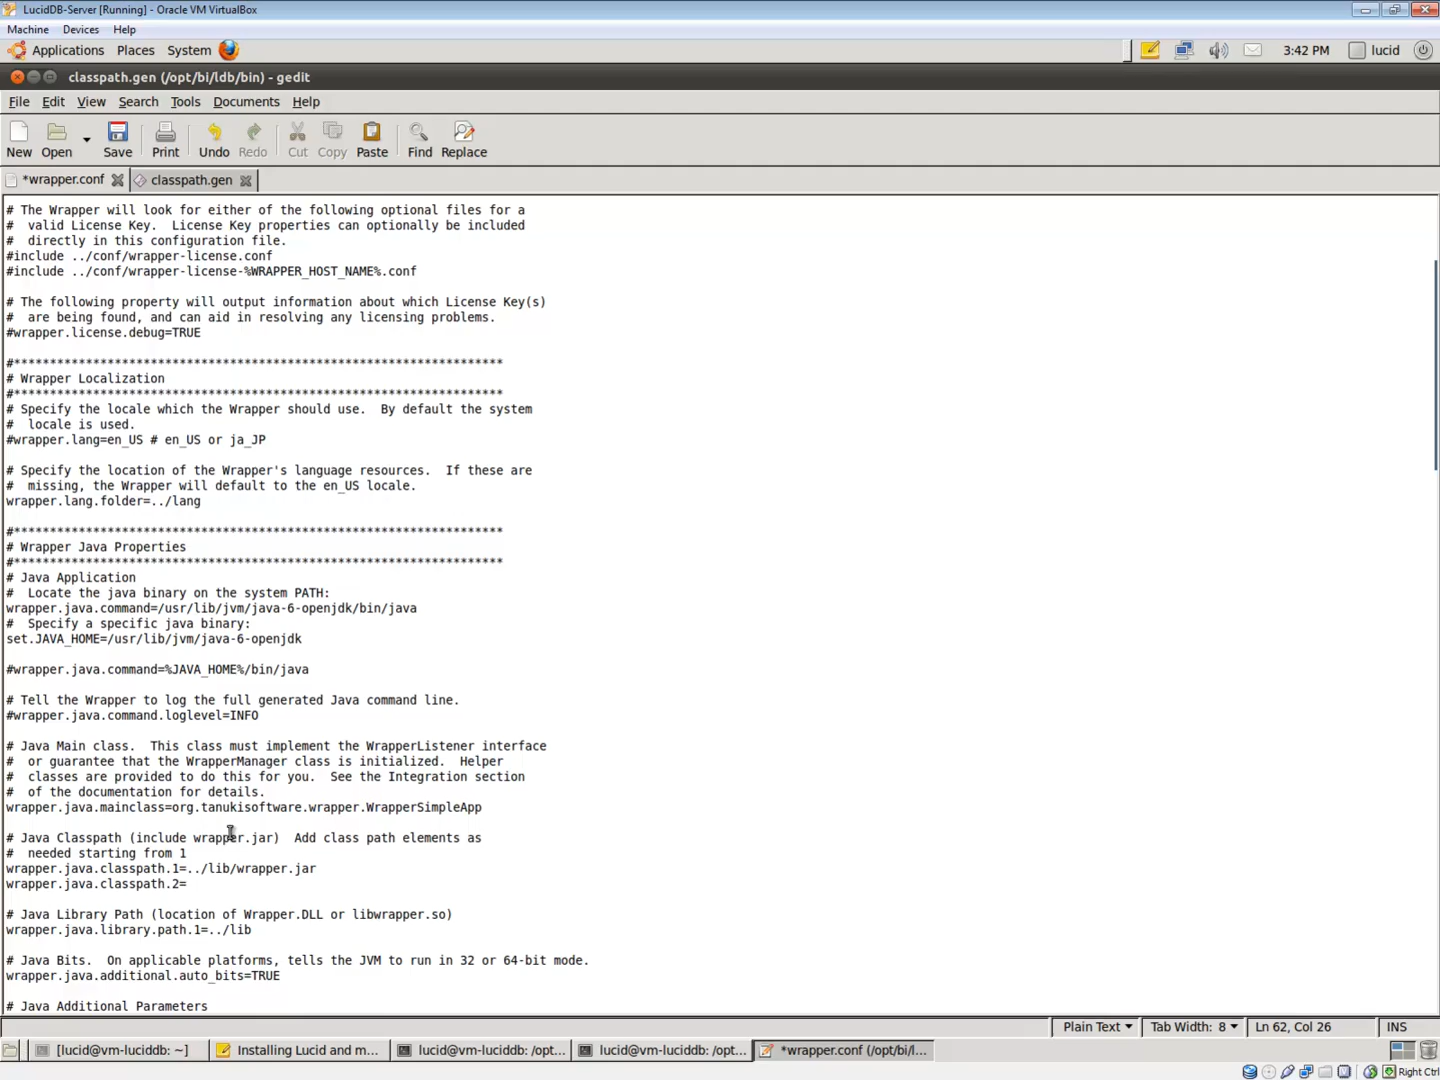 LucidDB-Server [Running] - Oracle VM VirtualBox
Machine Devices Help
Applications Places System 3:42 PM lucid
classpath.gen (/opt/bi/ldb/bin) - gedit
File Edit View Search Tools Documents Help
New Open Save Print Undo Redo Cut Copy Paste Find Replace
*wrapper.conf classpath.gen
# The Wrapper will look for either of the following optional files for a
#  valid License Key.  License Key properties can optionally be included
#  directly in this configuration file.
#include ../conf/wrapper-license.conf
#include ../conf/wrapper-license-%WRAPPER_HOST_NAME%.conf
# The following property will output information about which License Key(s)
#  are being found, and can aid in resolving any licensing problems.
#wrapper.license.debug=TRUE
#********************************************************************
# Wrapper Localization
#********************************************************************
# Specify the locale which the Wrapper should use.  By default the system
#  locale is used.
#wrapper.lang=en_US # en_US or ja_JP
# Specify the location of the Wrapper's language resources.  If these are
#  missing, the Wrapper will default to the en_US locale.
wrapper.lang.folder=../lang
#********************************************************************
# Wrapper Java Properties
#********************************************************************
# Java Application
#  Locate the java binary on the system PATH:
wrapper.java.command=/usr/lib/jvm/java-6-openjdk/bin/java
#  Specify a specific java binary:
set.JAVA_HOME=/usr/lib/jvm/java-6-openjdk
#wrapper.java.command=%JAVA_HOME%/bin/java
# Tell the Wrapper to log the full generated Java command line.
#wrapper.java.command.loglevel=INFO
# Java Main class.  This class must implement the WrapperListener interface
#  or guarantee that the WrapperManager class is initialized.  Helper
#  classes are provided to do this for you.  See the Integration section
#  of the documentation for details.
wrapper.java.mainclass=org.tanukisoftware.wrapper.WrapperSimpleApp
# Java Classpath (include wrapper.jar)  Add class path elements as
#  needed starting from 1
wrapper.java.classpath.1=../lib/wrapper.jar
wrapper.java.classpath.2=
# Java Library Path (location of Wrapper.DLL or libwrapper.so)
wrapper.java.library.path.1=../lib
# Java Bits.  On applicable platforms, tells the JVM to run in 32 or 64-bit mode.
wrapper.java.additional.auto_bits=TRUE
# Java Additional Parameters
Plain Text Tab Width: 8 Ln 62, Col 26 INS
[lucid@vm-luciddb: ~] Installing Lucid and m... lucid@vm-luciddb: /opt... lucid@vm-luciddb: /opt... *wrapper.conf (/opt/bi/l...
Right Ctrl